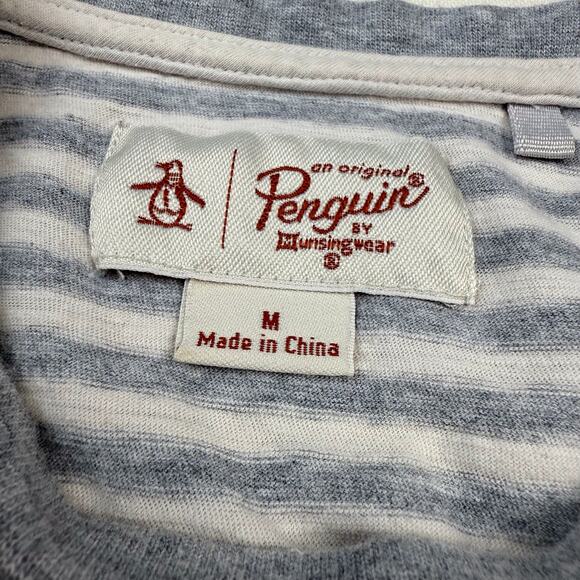 an original
Penguin®
BY
Munsingwear
®
M
Made in China